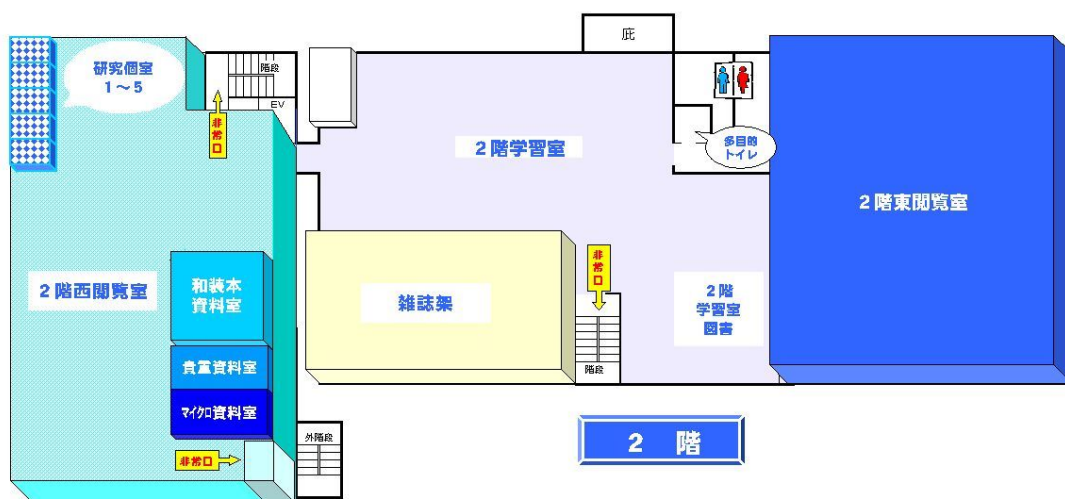 庇
研究個室
1～5
階段
EV
非常口
2階学習室
多目的
トイレ
2階東閲覧室
2階西閲覧室
和装本
資料室
雑誌架
非常口
2階
学習室
図書
貴重資料室
マイクロ資料室
階段
外階段
非常口
2 階